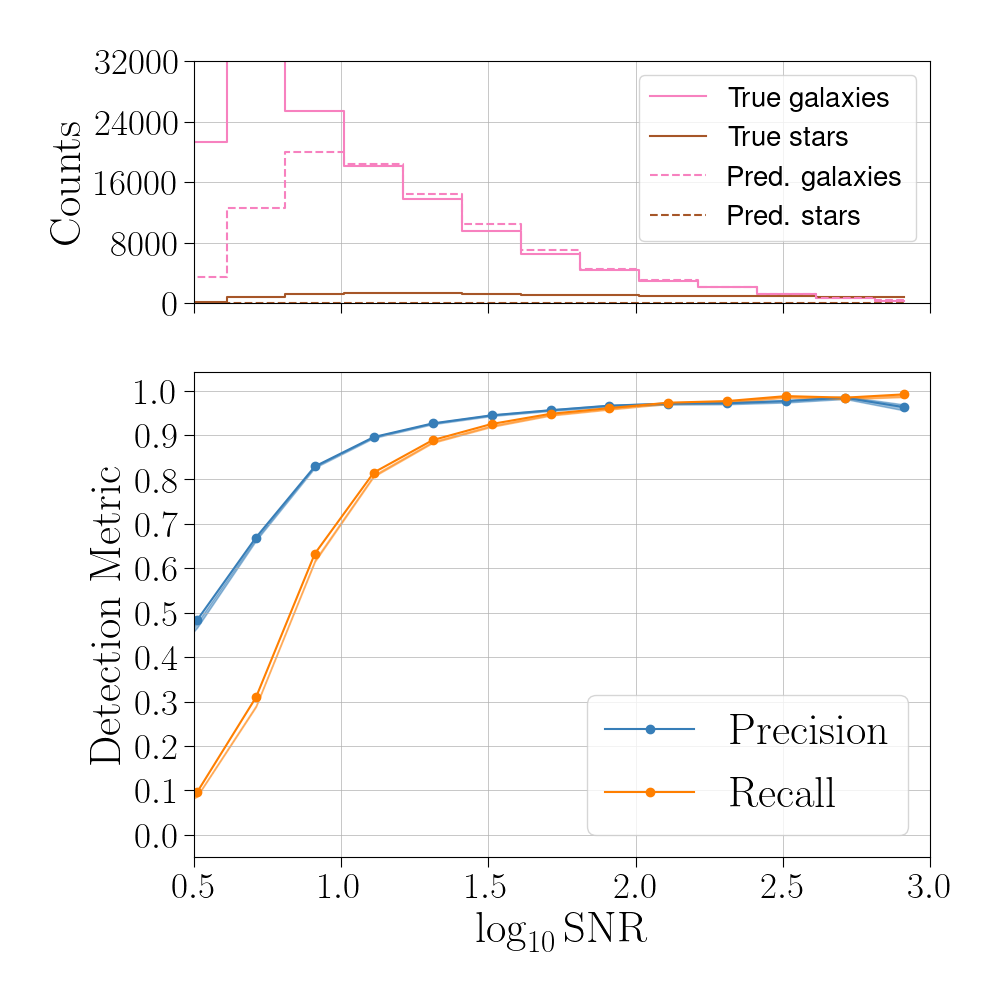 32000
24000
16000
8000
0
Counts
True galaxies
True stars
Pred. galaxies
Pred. stars
1.0
0.9
0.8
0.7
0.6
0.5
0.4
0.3
0.2
0.1
0.0
Detection Metric
Precision
Recall
0.5 1.0 1.5 2.0 2.5 3.0
log₁₀ SNR